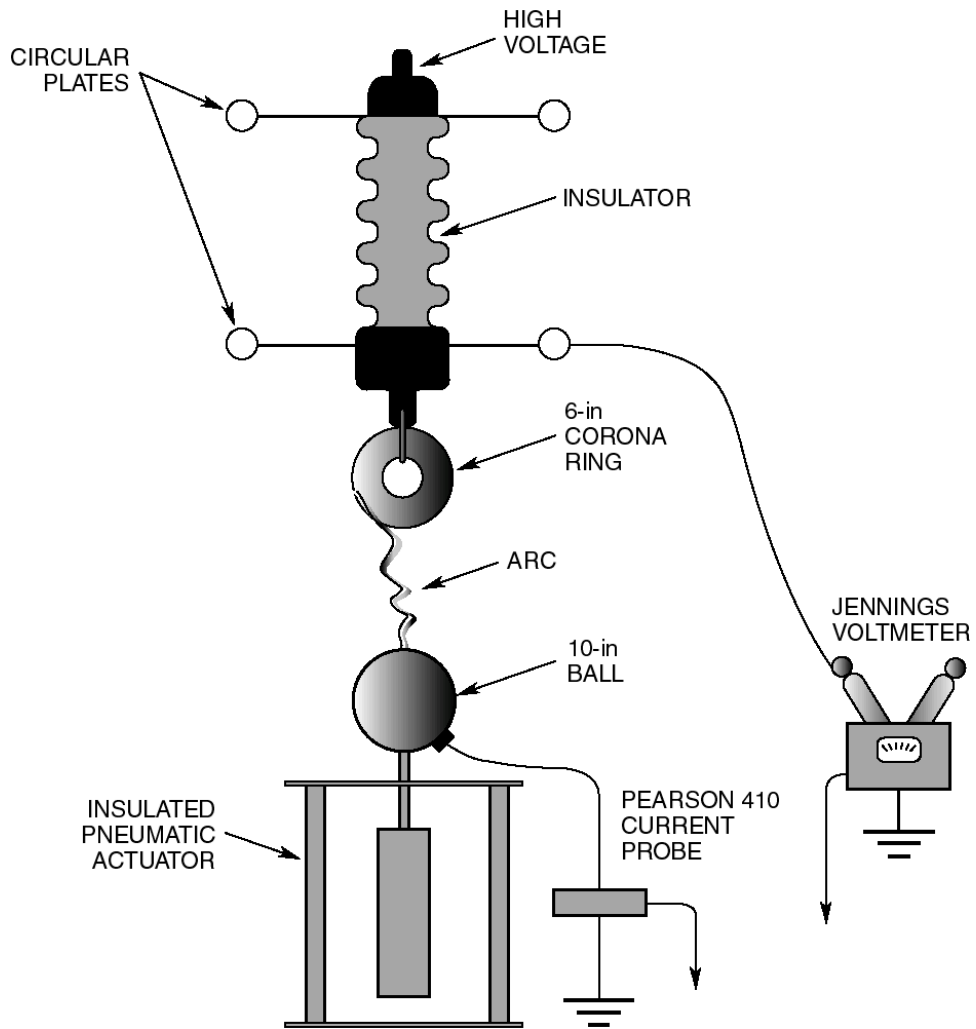 HIGH
VOLTAGE
CIRCULAR
PLATES
INSULATOR
6-in
CORONA
RING
ARC
JENNINGS
VOLTMETER
10-in
BALL
INSULATED
PNEUMATIC
ACTUATOR
PEARSON 410
CURRENT
PROBE